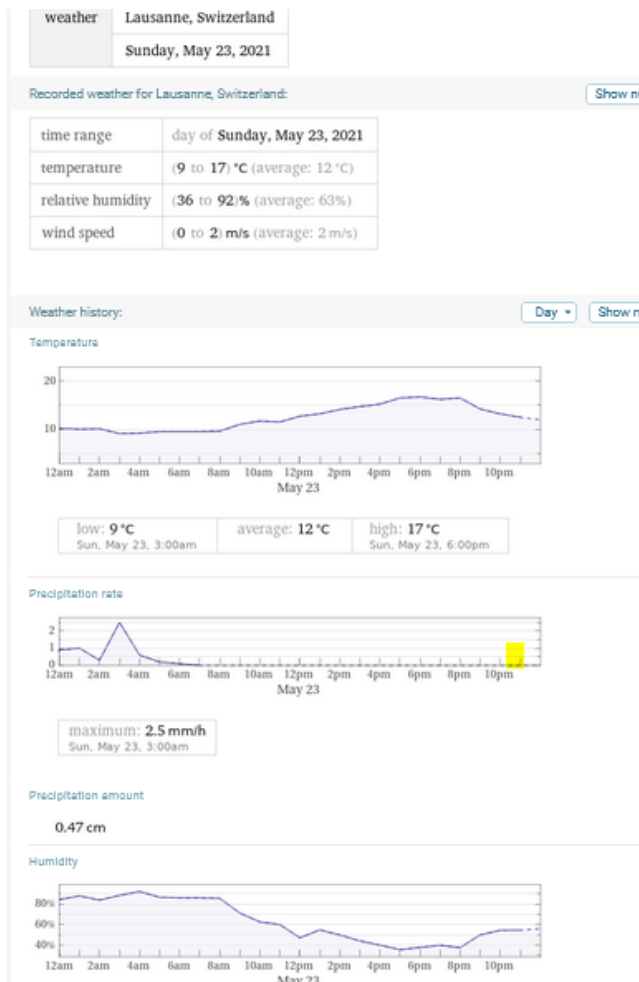 weather Lausanne, Switzerland
Sunday, May 23, 2021
Recorded weather for Lausanne, Switzerland: Show
time range day of Sunday, May 23, 2021
temperature (9 to 17) °C (average: 12 °C)
relative humidity (36 to 92)% (average: 63%)
wind speed (0 to 2) m/s (average: 2 m/s)
Weather history: Day Show
Temperature
20
10
12am 2am 4am 6am 8am 10am 12pm 2pm 4pm 6pm 8pm 10pm
May 23
low: 9 °C average: 12 °C high: 17 °C
Sun, May 23, 3:00am Sun, May 23, 6:00pm
Precipitation rate
2
1
0
12am 2am 4am 6am 8am 10am 12pm 2pm 4pm 6pm 8pm 10pm
May 23
maximum: 2.5 mm/h
Sun, May 23, 3:00am
Precipitation amount
0.47 cm
Humidity
80%
60%
40%
12am 2am 4am 6am 8am 10am 12pm 2pm 4pm 6pm 8pm 10pm
May 23